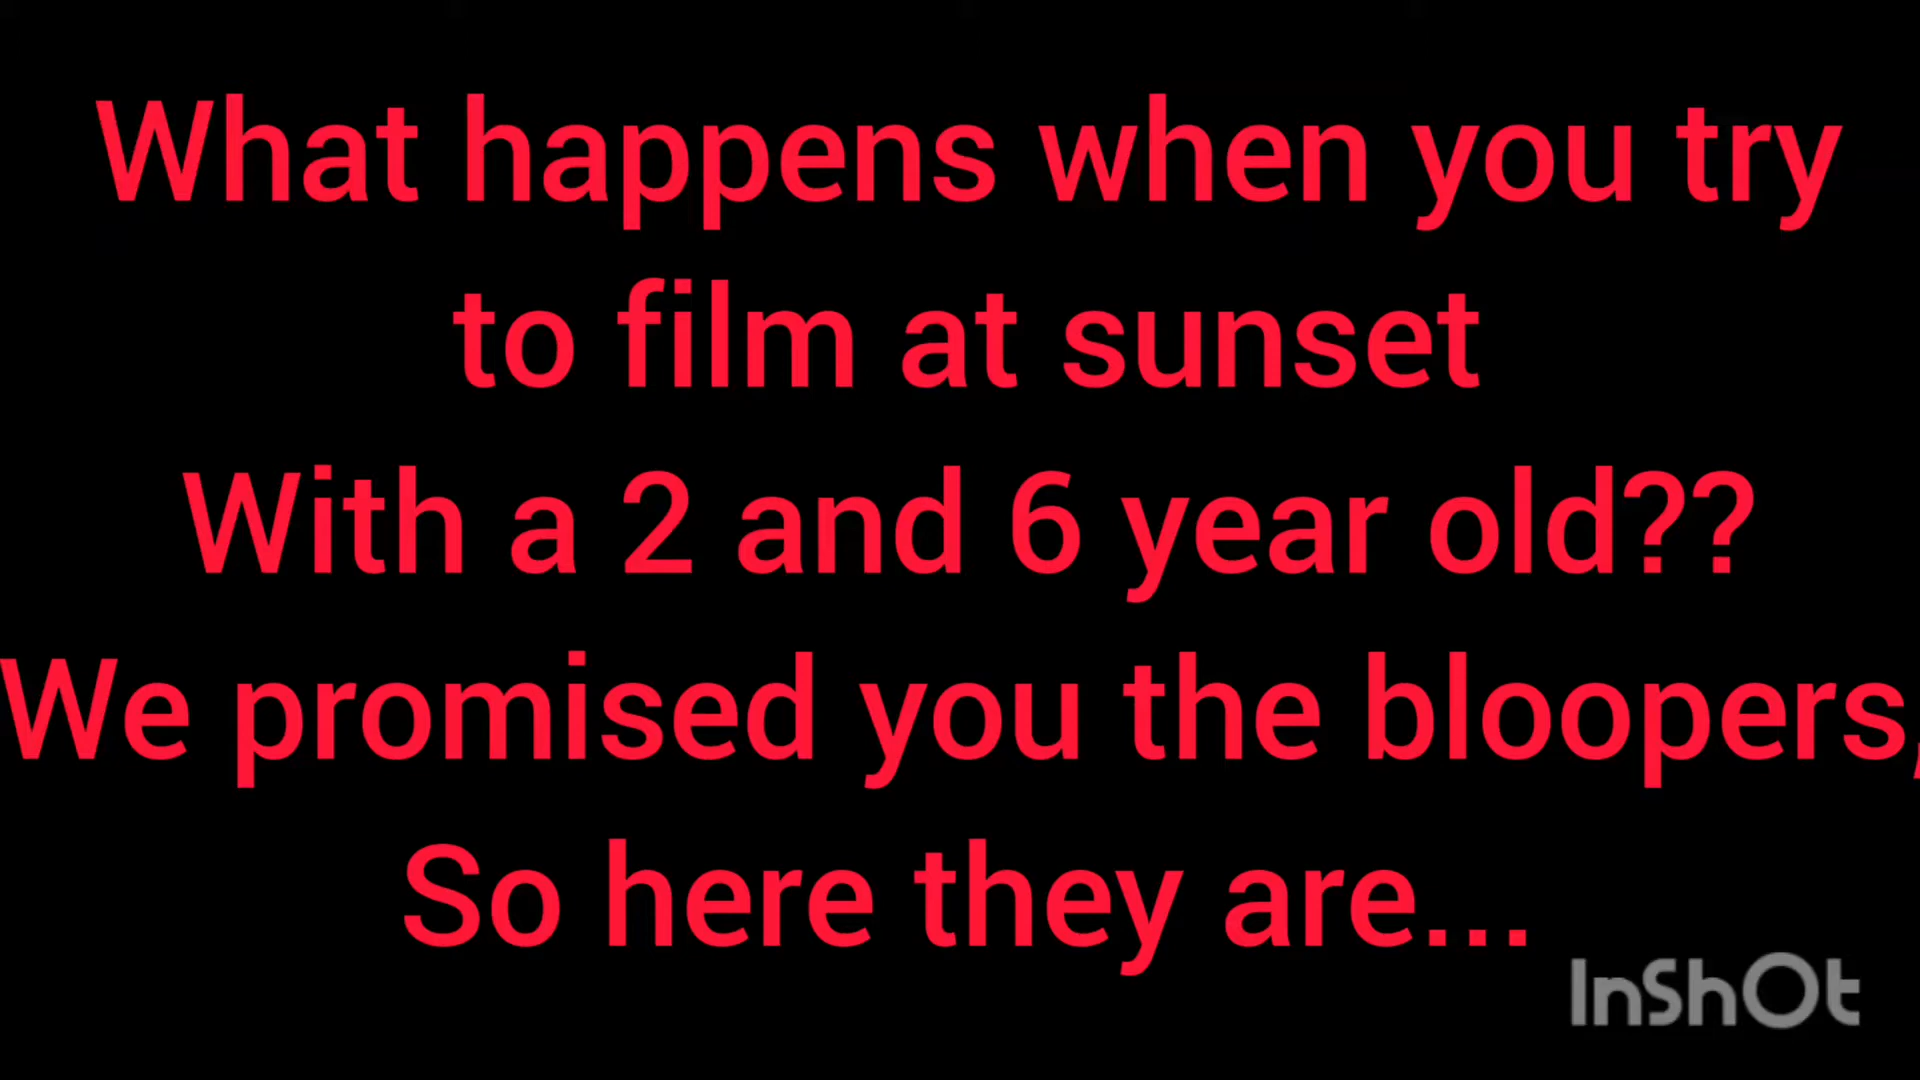 What happens when you try
to film at sunset
With a 2 and 6 year old??
We promised you the bloopers,
So here they are...
InShOt